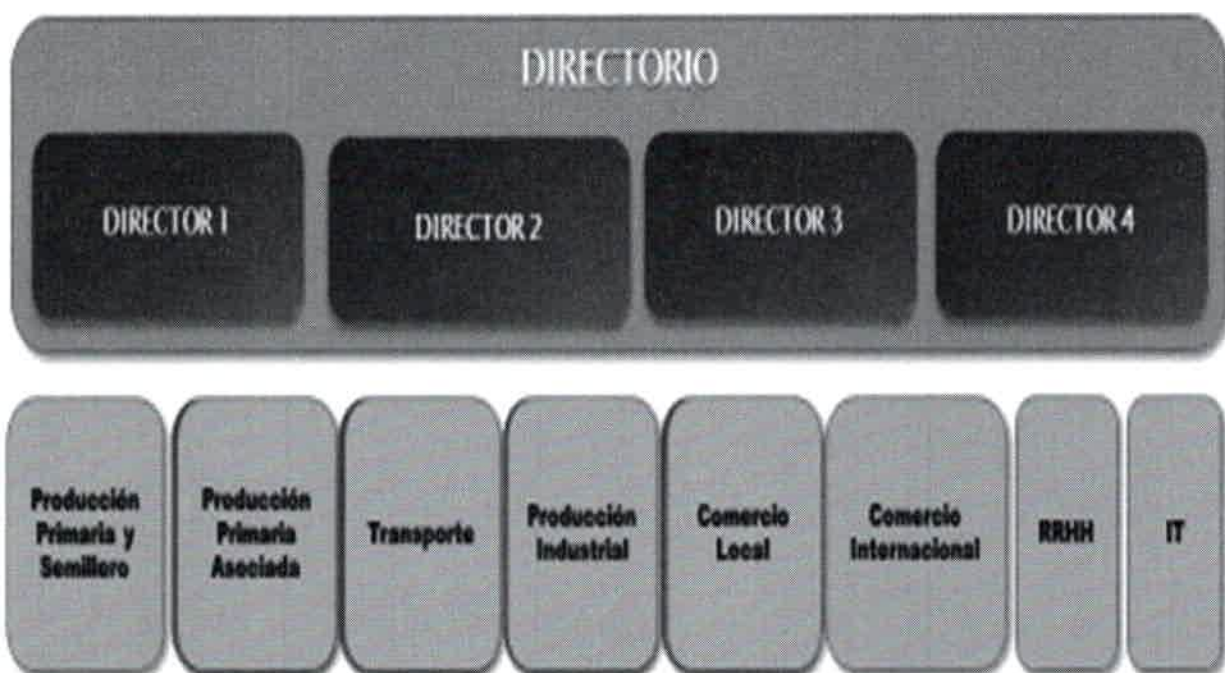 DIRECTORIO
DIRECTOR 1
DIRECTOR 2
DIRECTOR 3
DIRECTOR 4
Producción
Primaria y
Semillero
Producción
Primaria
Asociada
Transporte
Producción
Industrial
Comercio
Local
Comercio
Internacional
RRHH
IT